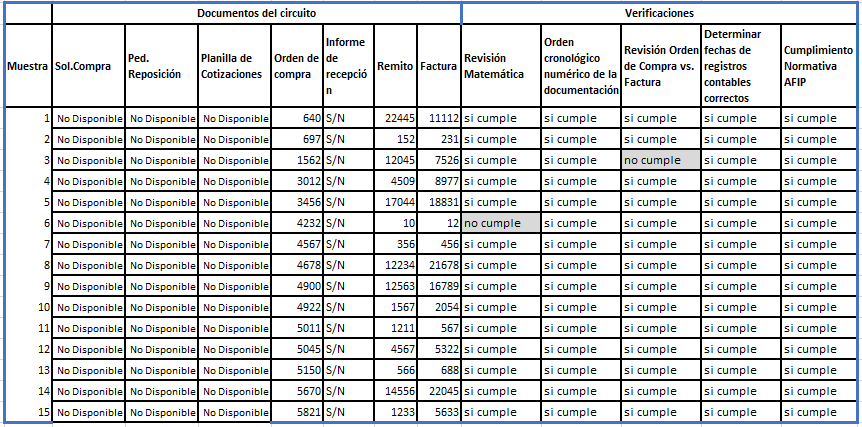 Documentos del circuito Verificaciones
Muestra Sol.Compra Ped. Reposición Planilla de Cotizaciones Orden de compra Informe de recepción Remito Factura Revisión Matemática Orden cronológico numérico de la documentación Revisión Orden de Compra vs. Factura Determinar fechas de registros contables correctos Cumplimiento Normativa AFIP
1 No Disponible No Disponible No Disponible 640 S/N 22445 11112 si cumple si cumple si cumple si cumple si cumple
2 No Disponible No Disponible No Disponible 697 S/N 152 231 si cumple si cumple si cumple si cumple si cumple
3 No Disponible No Disponible No Disponible 1562 S/N 12045 7526 si cumple si cumple no cumple si cumple si cumple
4 No Disponible No Disponible No Disponible 3012 S/N 4509 8977 si cumple si cumple si cumple si cumple si cumple
5 No Disponible No Disponible No Disponible 3456 S/N 17044 18831 si cumple si cumple si cumple si cumple si cumple
6 No Disponible No Disponible No Disponible 4232 S/N 10 12 no cumple si cumple si cumple si cumple si cumple
7 No Disponible No Disponible No Disponible 4567 S/N 356 456 si cumple si cumple si cumple si cumple si cumple
8 No Disponible No Disponible No Disponible 4678 S/N 12234 21678 si cumple si cumple si cumple si cumple si cumple
9 No Disponible No Disponible No Disponible 4900 S/N 12563 16789 si cumple si cumple si cumple si cumple si cumple
10 No Disponible No Disponible No Disponible 4922 S/N 1567 2054 si cumple si cumple si cumple si cumple si cumple
11 No Disponible No Disponible No Disponible 5011 S/N 1211 567 si cumple si cumple si cumple si cumple si cumple
12 No Disponible No Disponible No Disponible 5045 S/N 4567 5322 si cumple si cumple si cumple si cumple si cumple
13 No Disponible No Disponible No Disponible 5150 S/N 566 688 si cumple si cumple si cumple si cumple si cumple
14 No Disponible No Disponible No Disponible 5670 S/N 14556 22045 si cumple si cumple si cumple si cumple si cumple
15 No Disponible No Disponible No Disponible 5821 S/N 1233 5633 si cumple si cumple si cumple si cumple si cumple